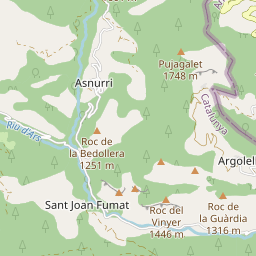 Pujagalet
1748 m
Asnurri
Catalunya
Riu d'Ars
Roc de
la Bedollera
1251 m
Argolell
Sant Joan Fumat
Roc del
Vinyer
1446 m
Roc de
la Guàrdia
1316 m